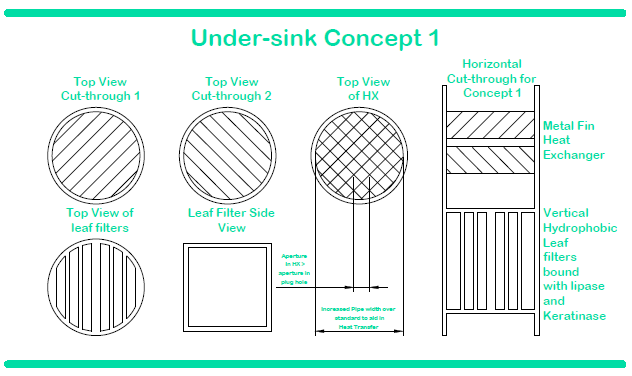 Under-sink Concept 1
Top View
Cut-through 1
Top View
Cut-through 2
Top View
of HX
Horizontal
Cut-through for
Concept 1
Metal Fin
Heat
Exchanger
Top View of
leaf filters
Leaf Filter Side
View
Aperture
in HX >
aperture in
plug hole
Increased Pipe width over
standard to aid in
Heat Transfer
Vertical
Hydrophobic
Leaf
filters
bound
with lipase
and
Keratinase